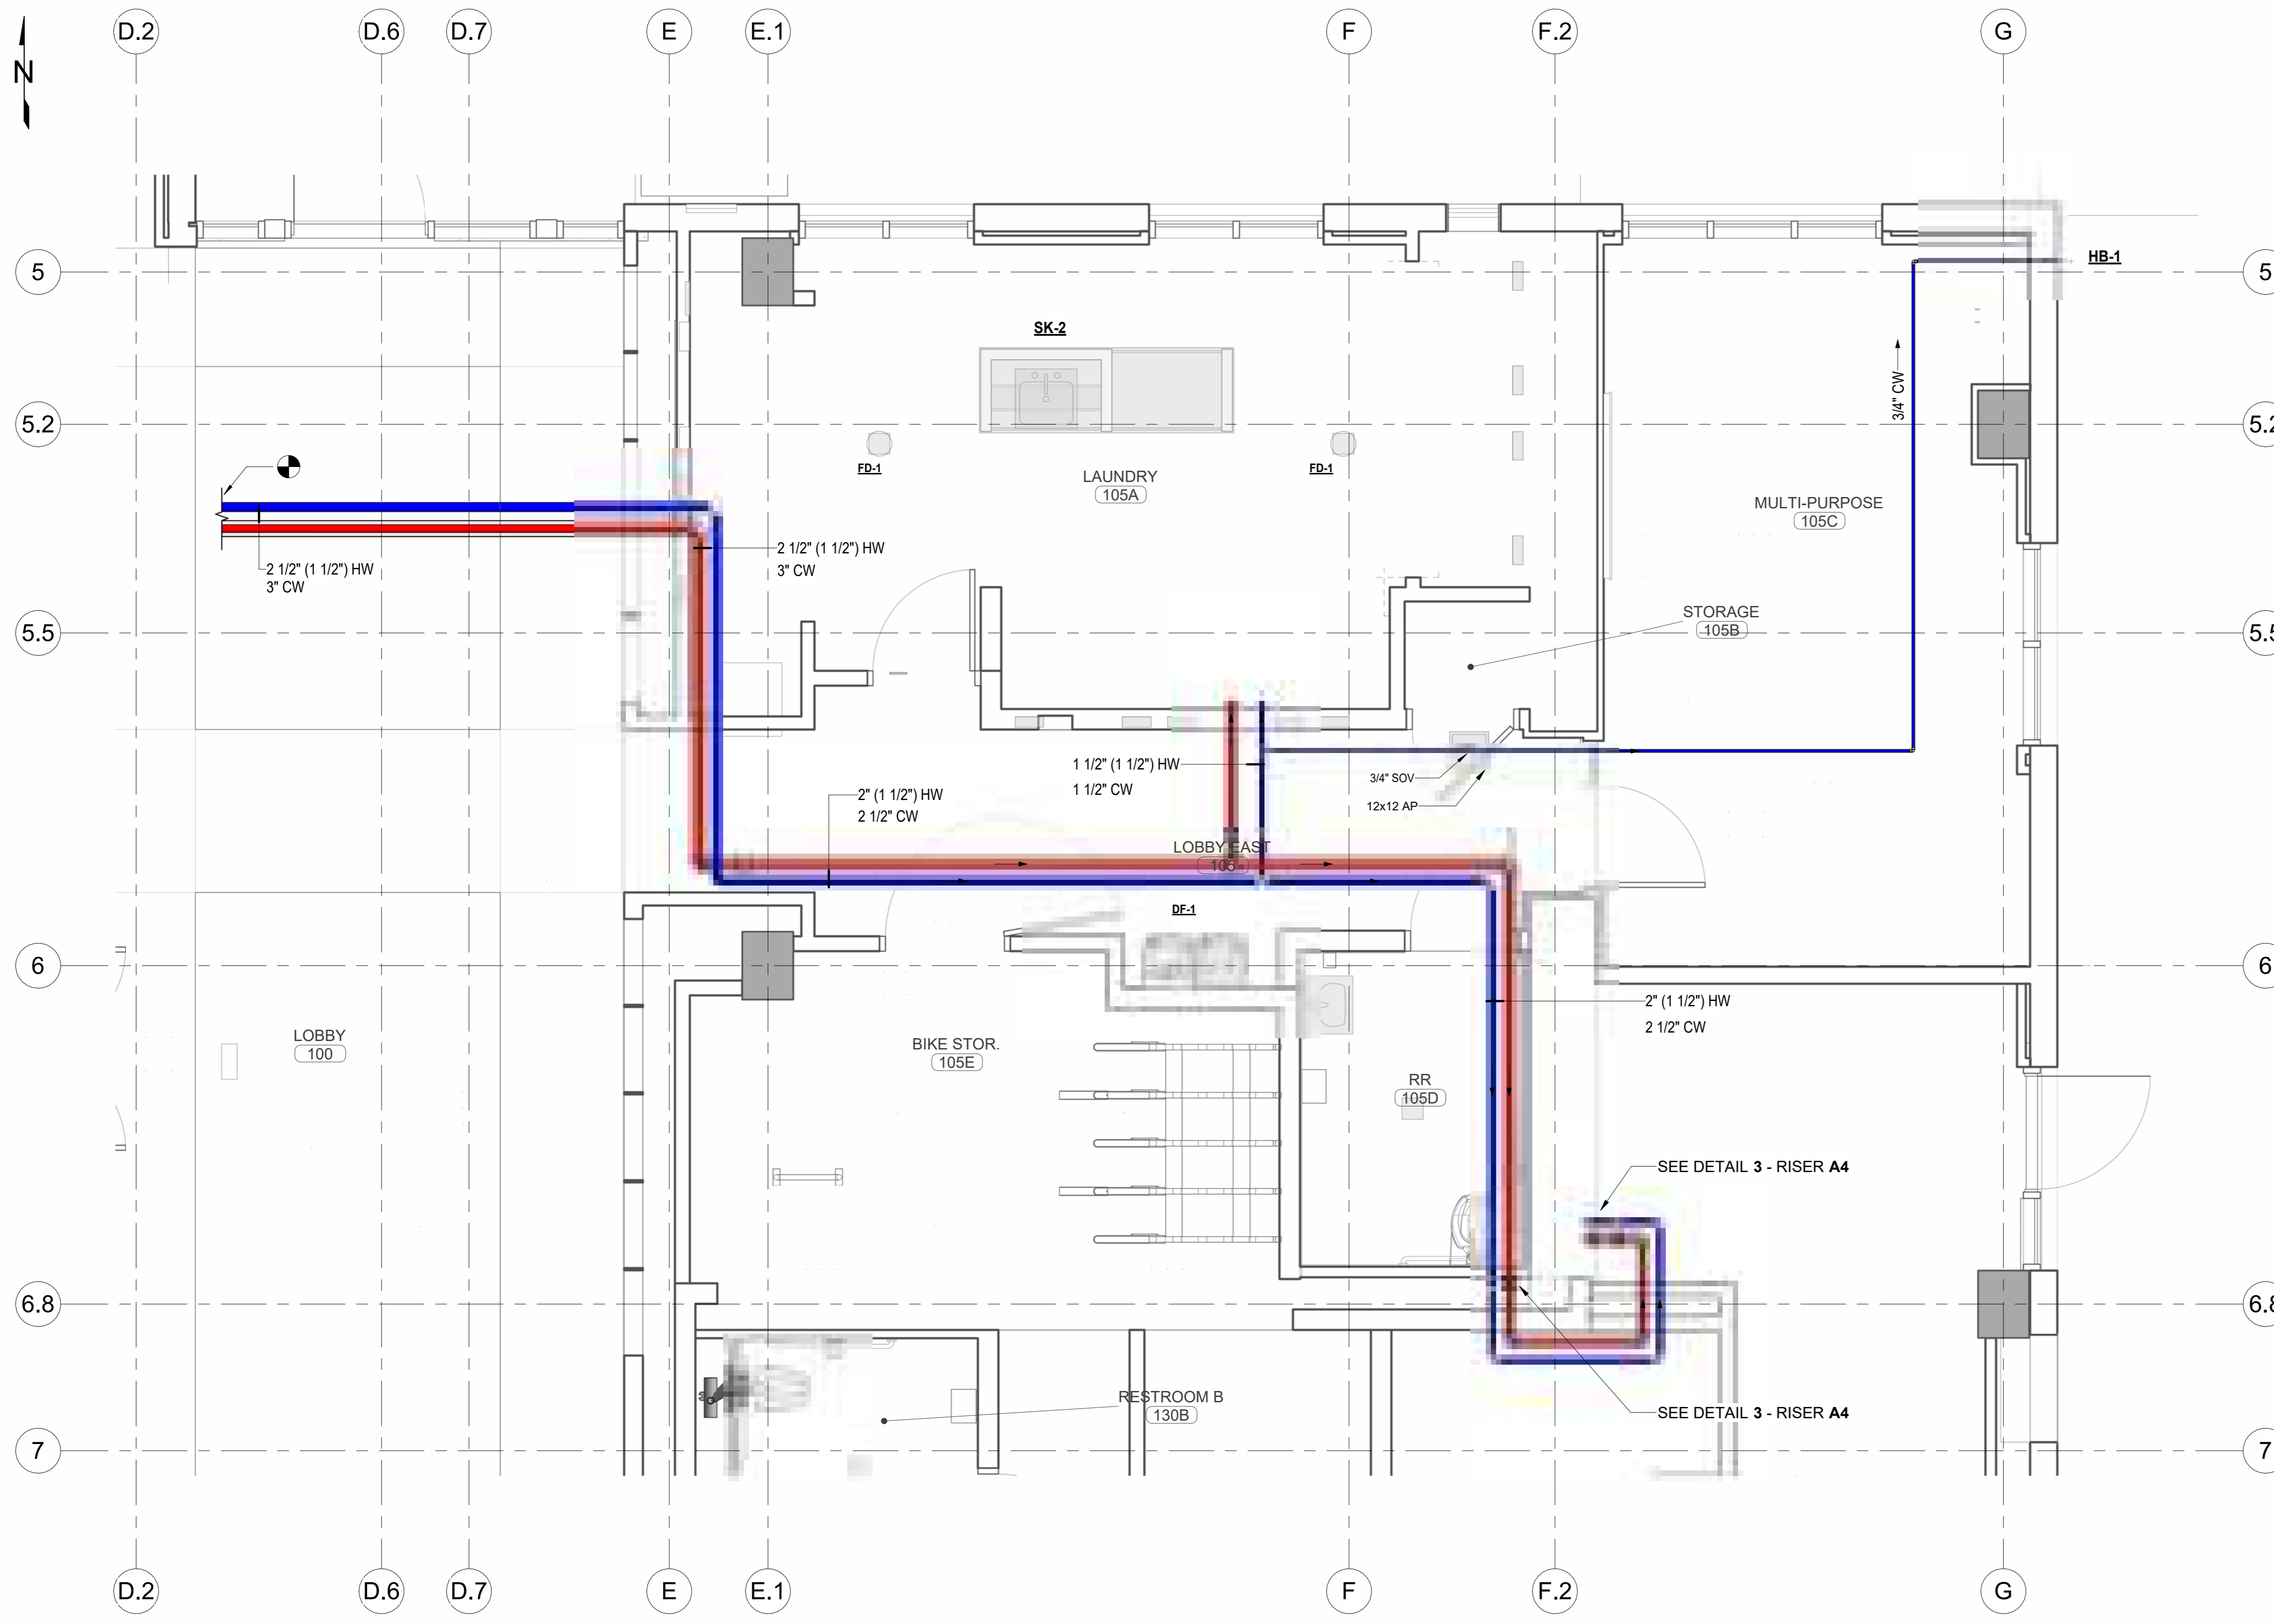 D.2 D.6 D.7 E E.1 F F.2 G
N
5 5
HB-1
SK-2
3/4" CW
5.2
FD-1 FD-1
LAUNDRY
105A
MULTI-PURPOSE
105C
2 1/2" (1 1/2") HW
3" CW
2 1/2" (1 1/2") HW
3" CW
STORAGE
105B
5.5
1 1/2" (1 1/2") HW
1 1/2" CW
3/4" SOV
12x12 AP
2" (1 1/2") HW
2 1/2" CW
LOBBY EAST
105
DF-1
6 6
2" (1 1/2") HW
2 1/2" CW
LOBBY
100
BIKE STOR.
105E
RR
105D
SEE DETAIL 3 - RISER A4
6.8
RESTROOM B
130B
SEE DETAIL 3 - RISER A4
7 7
D.2 D.6 D.7 E E.1 F F.2 G